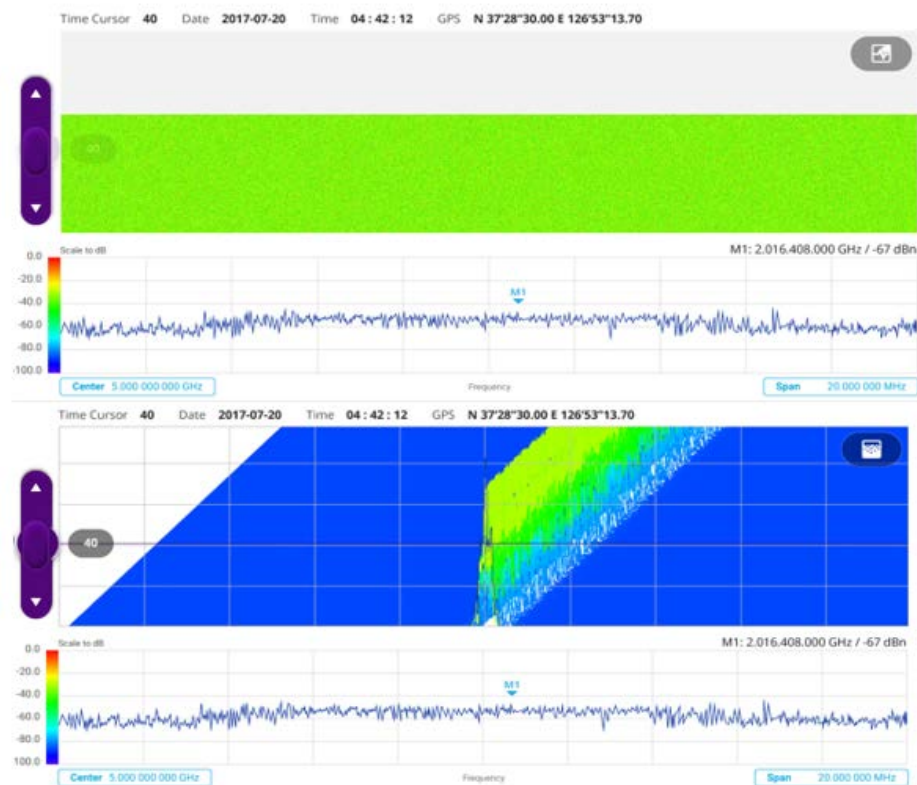 Time Cursor 40 Date 2017-07-20 Time 04 : 42 : 12 GPS N 37'28"30.00 E 126'53"13.70
Scale to dB M1: 2.016.408.000 GHz / -67 dBn
0.0
-20.0
M1
-40.0
-60.0
-80.0
-100.0
Center 5.000 000 000 GHz Frequency Span 20.000 000 MHz
Time Cursor 40 Date 2017-07-20 Time 04 : 42 : 12 GPS N 37'28"30.00 E 126'53"13.70
40
Scale to dB M1: 2.016.408.000 GHz / -67 dBn
0.0
-20.0
M1
-40.0
-60.0
-80.0
100.0
Center 5.000 000 000 GHz Frequency Span 20.000 000 MHz